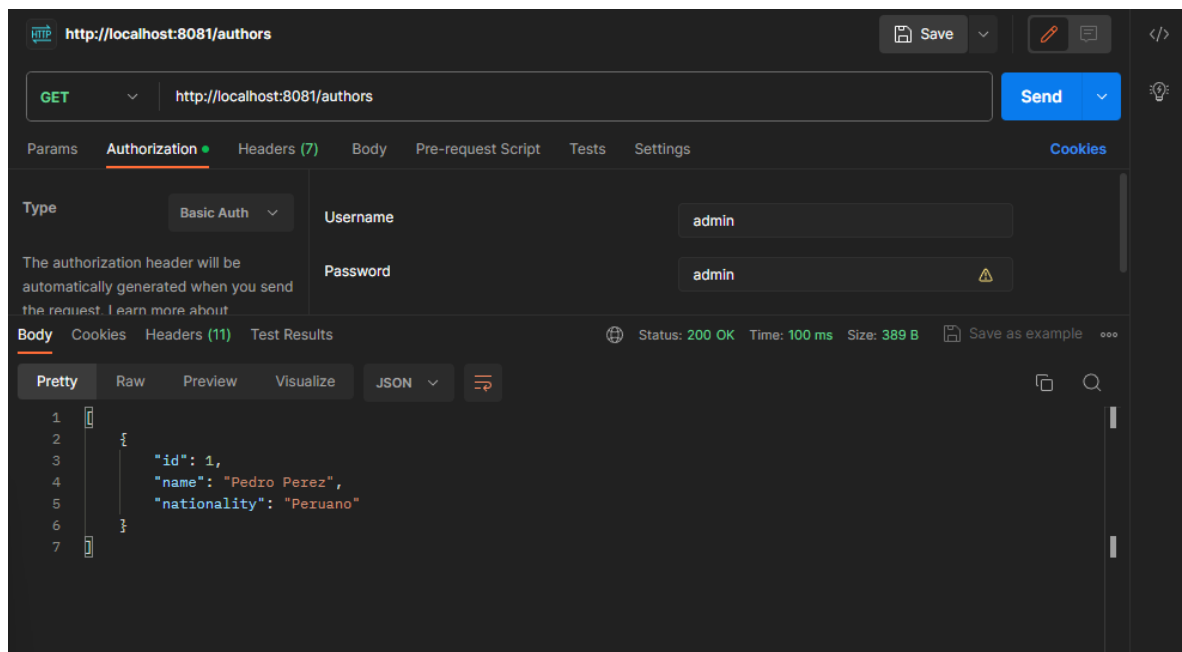 HTTP http://localhost:8081/authors Save </>
GET http://localhost:8081/authors Send
Params Authorization Headers (7) Body Pre-request Script Tests Settings Cookies
Type Basic Auth
Username admin
The authorization header will be
automatically generated when you send
the request. Learn more about
Password admin
Body Cookies Headers (11) Test Results Status: 200 OK Time: 100 ms Size: 389 B Save as example
Pretty Raw Preview Visualize JSON
1 [
2 {
3 "id": 1,
4 "name": "Pedro Perez",
5 "nationality": "Peruano"
6 }
7 ]